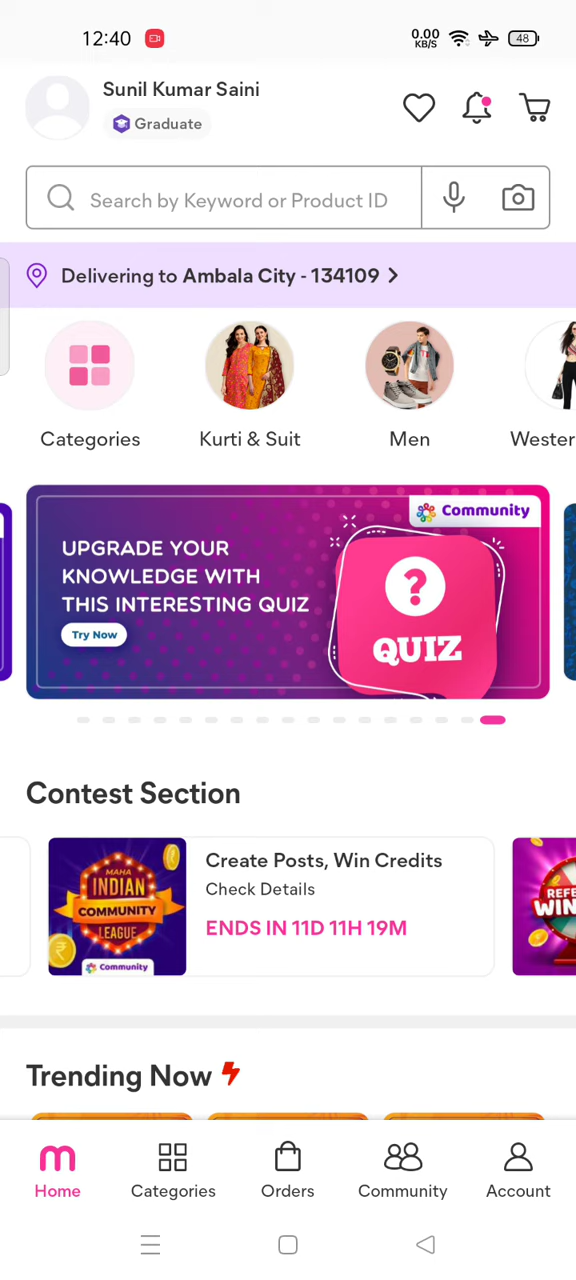 12:40
0.00
KB/S
48
Sunil Kumar Saini
Graduate
Search by Keyword or Product ID
Delivering to Ambala City - 134109
Categories
Kurti & Suit
Men
Wester
Community
UPGRADE YOUR
KNOWLEDGE WITH
THIS INTERESTING QUIZ
Try Now
?
QUIZ
Contest Section
MAHA
INDIAN
COMMUNITY
LEAGUE
Community
Create Posts, Win Credits
Check Details
ENDS IN 11D 11H 19M
REFE
WIN
Trending Now
Home
Categories
Orders
Community
Account